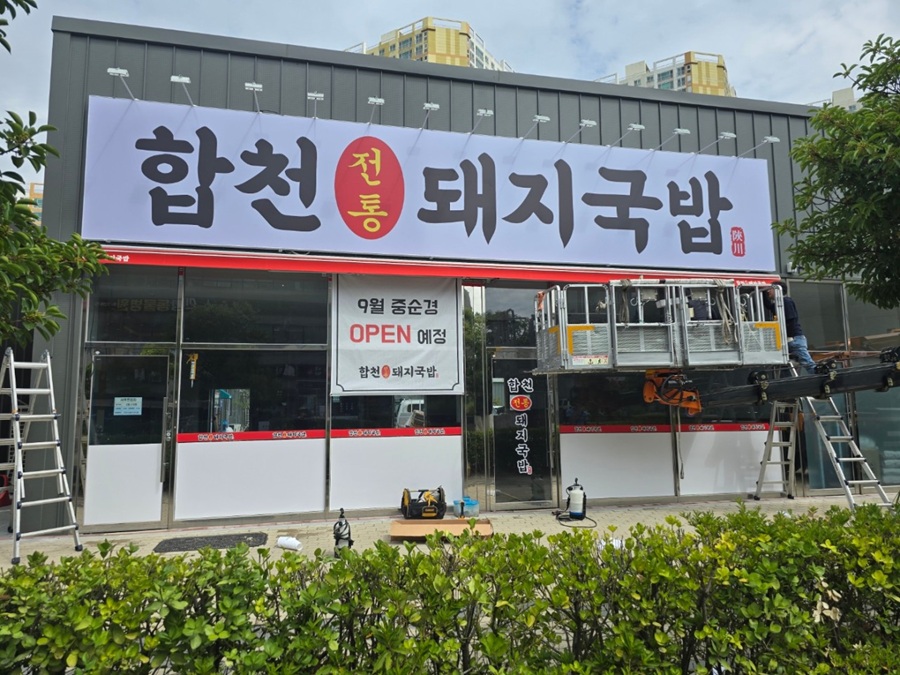 합천 전통 돼지국밥
陜川
9월 중순경
OPEN 예정
합천 돼지국밥
합천
전통
돼지국밥